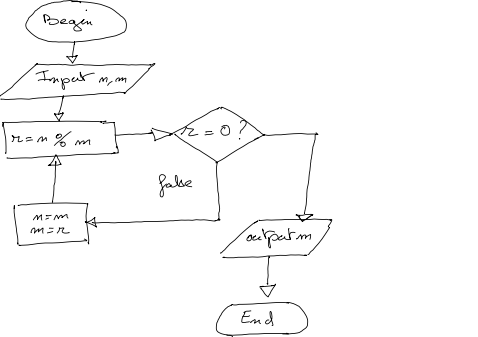 Begin
Input n, m
r = n % m
r = 0 ?
false
n = m
m = r
output m
End